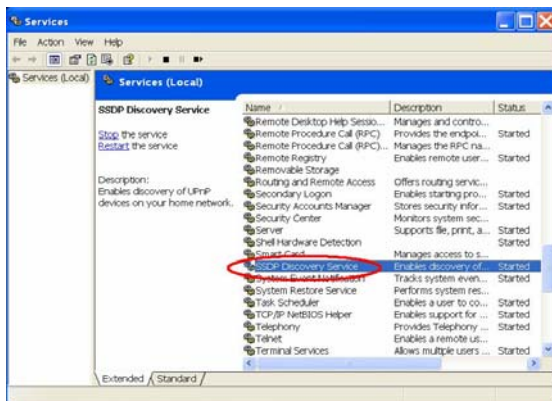 Services
File Action View Help
Services (Local)
Services (Local)
SSDP Discovery Service
Stop the service
Restart the service
Description:
Enables discovery of UPnP
devices on your home network.
Name Description Status
Remote Desktop Help Sessio... Manages and contro...
Remote Procedure Call (RPC) Provides the endpoi... Started
Remote Procedure Call (RPC)... Manages the RPC na...
Remote Registry Enables remote user... Started
Removable Storage
Routing and Remote Access Offers routing servic...
Secondary Logon Enables starting pro... Started
Security Accounts Manager Stores security infor... Started
Security Center Monitors system sec...
Server Supports file, print, a... Started
Shell Hardware Detection Started
Smart Card Manages access to s...
SSDP Discovery Service Enables discovery of... Started
System Event Notification Tracks system even... Started
System Restore Service Performs system res...
Task Scheduler Enables a user to co... Started
TCP/IP NetBIOS Helper Enables support for ... Started
Telephony Provides Telephony ... Started
Telnet Enables a remote us...
Terminal Services Allows multiple users ... Started
Extended Standard